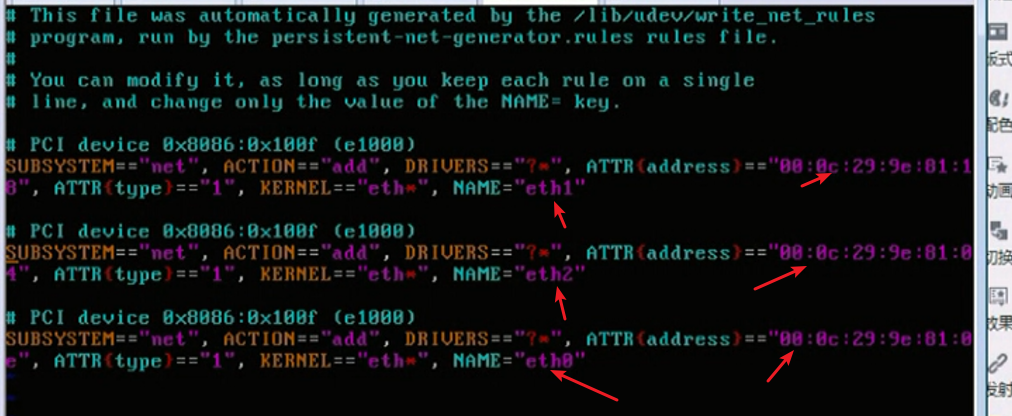 # This file was automatically generated by the /lib/udev/write_net_rules
# program, run by the persistent-net-generator.rules rules file.
#
# You can modify it, as long as you keep each rule on a single
# line, and change only the value of the NAME= key.
# PCI device 0x8086:0x100f (e1000)
SUBSYSTEM=="net", ACTION=="add", DRIVERS=="?*", ATTR{address}=="00:0c:29:9e:81:1
8", ATTR{type}=="1", KERNEL=="eth*", NAME="eth1"
# PCI device 0x8086:0x100f (e1000)
SUBSYSTEM=="net", ACTION=="add", DRIVERS=="?*", ATTR{address}=="00:0c:29:9e:81:0
4", ATTR{type}=="1", KERNEL=="eth*", NAME="eth2"
# PCI device 0x8086:0x100f (e1000)
SUBSYSTEM=="net", ACTION=="add", DRIVERS=="?*", ATTR{address}=="00:0c:29:9e:81:0
e", ATTR{type}=="1", KERNEL=="eth*", NAME="eth0"
版式
配色
动画
切换
效果
发射